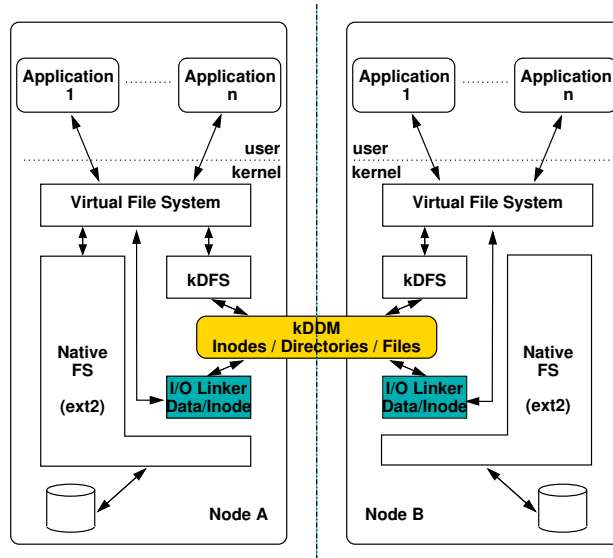 Application
1
Application
n
Application
1
Application
n
user
kernel
user
kernel
Virtual File System
Virtual File System
kDFS
kDFS
kDDM
Inodes / Directories / Files
Native
FS
(ext2)
I/O Linker
Data/Inode
I/O Linker
Data/Inode
Native
FS
(ext2)
Node A
Node B